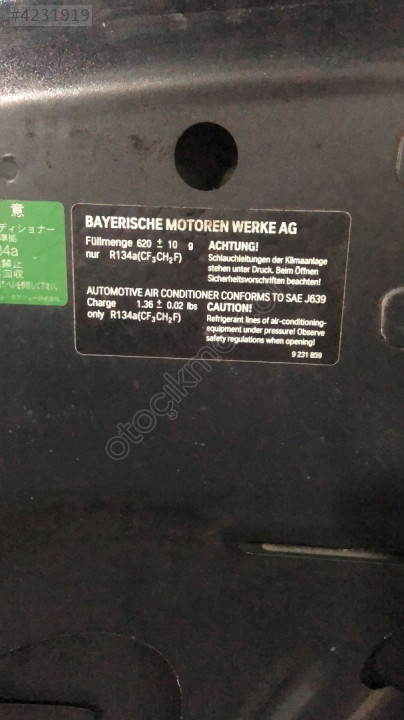 #4231919
意
ディショナー
34a
禁止
回収
BAYERISCHE MOTOREN WERKE AG
Füllmenge 620 ± 10 g
nur R134a(CF₃CH₂F)
ACHTUNG!
Schlauchleitungen der Klimaanlage
stehen unter Druck. Beim Öffnen
Sicherheitsvorschriften beachten!
AUTOMOTIVE AIR CONDITIONER CONFORMS TO SAE J639
Charge 1.36 ± 0.02 lbs
only R134a(CF₃CH₂F)
CAUTION!
Refrigerant lines of air-conditioning-
equipment under pressure! Observe
safety regulations when opening!
9 231 859